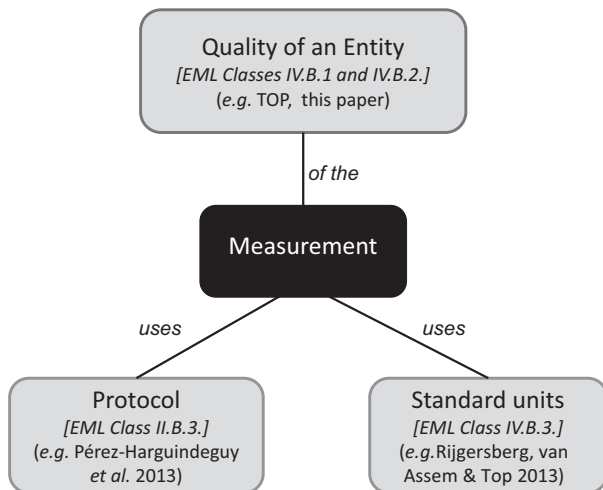 Quality of an Entity
[EML Classes IV.B.1 and IV.B.2.]
(e.g. TOP, this paper)
of the
Measurement
uses
uses
Protocol
[EML Class II.B.3.]
(e.g. Pérez-Harguindeguy
et al. 2013)
Standard units
[EML Class IV.B.3.]
(e.g.Rijgersberg, van
Assem & Top 2013)